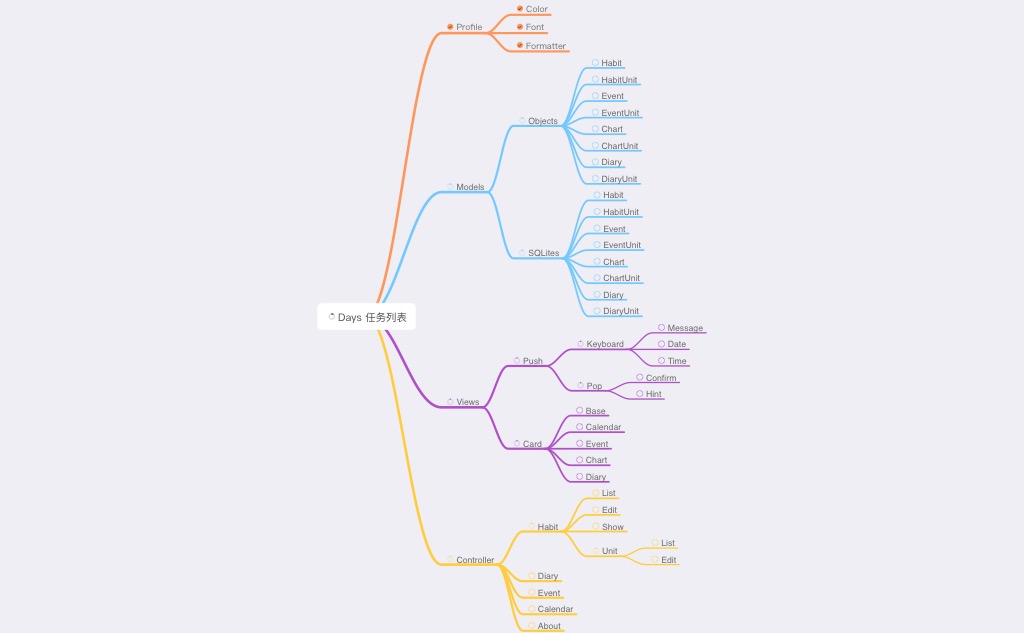 Days 任务列表
Profile
Color
Font
Formatter
Models
Objects
Habit
HabitUnit
Event
EventUnit
Chart
ChartUnit
Diary
DiaryUnit
SQLites
Habit
HabitUnit
Event
EventUnit
Chart
ChartUnit
Diary
DiaryUnit
Views
Push
Keyboard
Message
Date
Time
Pop
Confirm
Hint
Card
Base
Calendar
Event
Chart
Diary
Controller
Habit
List
Edit
Show
Unit
List
Edit
Diary
Event
Calendar
About